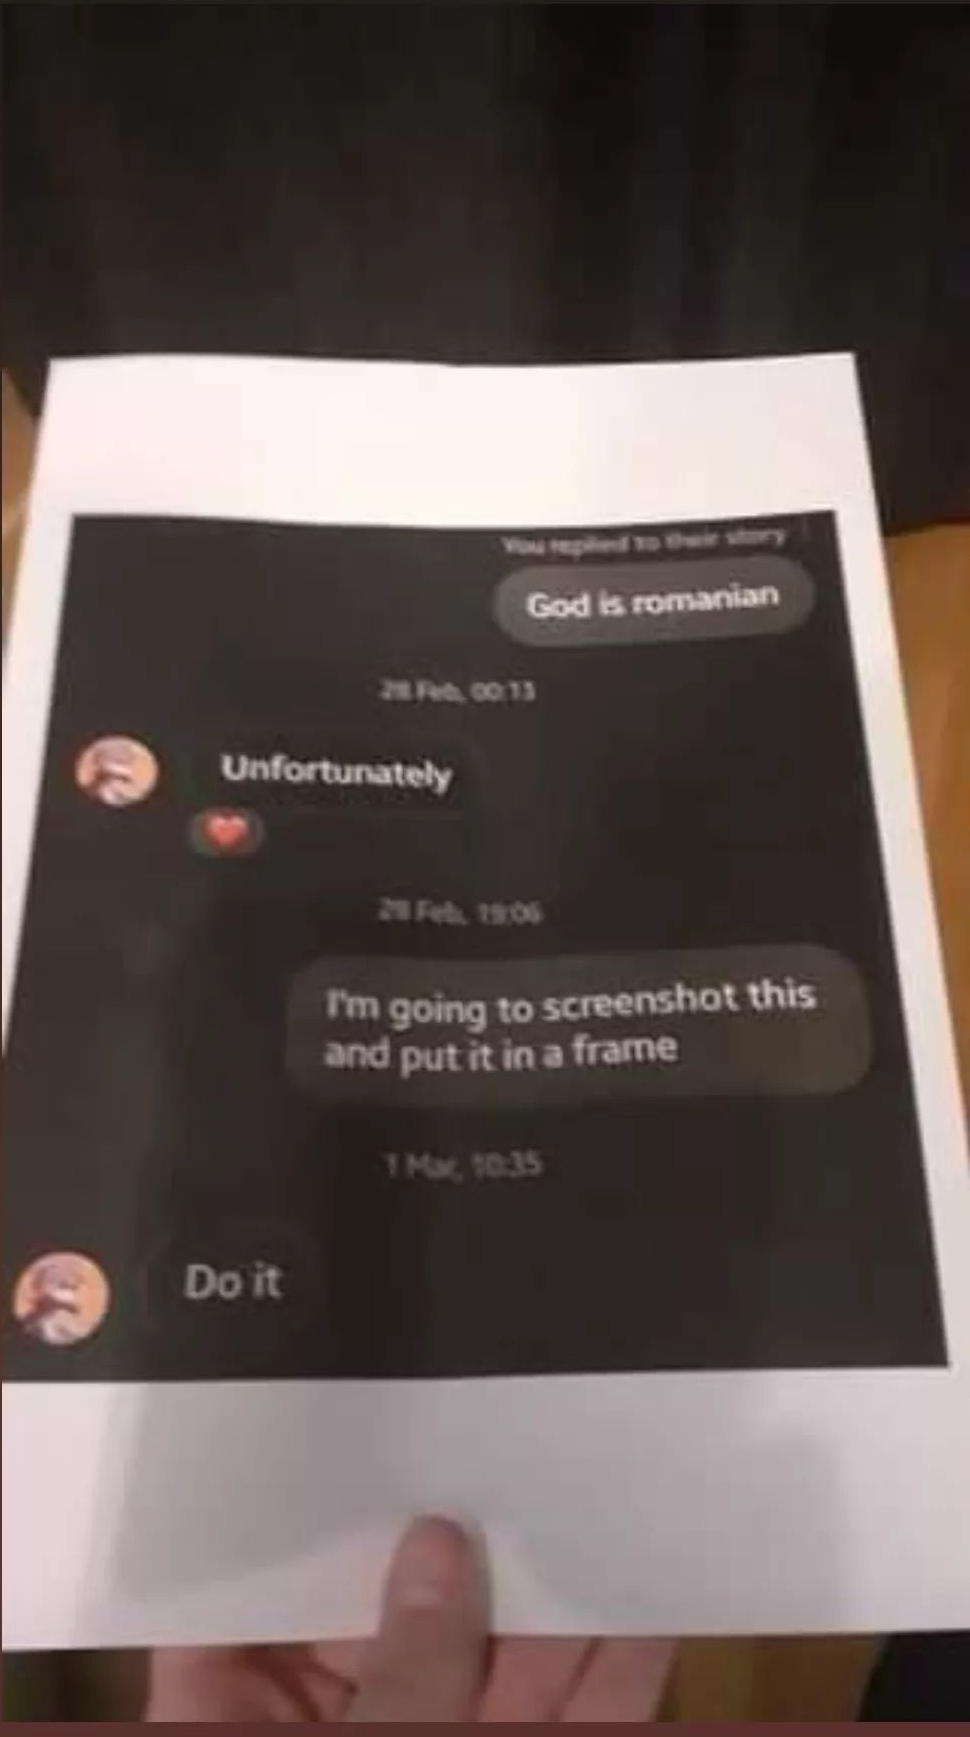 You replied to their story
God is romanian
28 Feb, 00:13
Unfortunately
28 Feb, 19:06
I'm going to screenshot this
and put it in a frame
1 Mar, 10:35
Do it